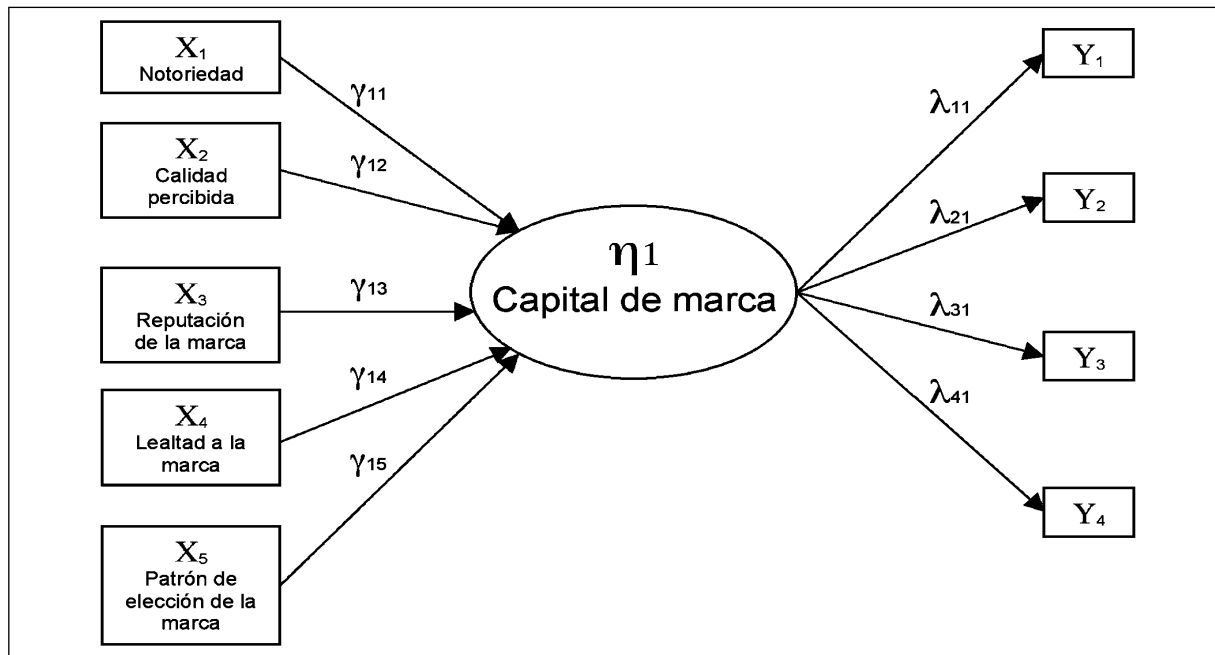 X₁
Notoriedad
γ₁₁
X₂
Calidad
percibida
γ₁₂
X₃
Reputación
de la marca
γ₁₃
X₄
Lealtad a la
marca
γ₁₄
X₅
Patrón de
elección de la
marca
γ₁₅
η1
Capital de marca
λ₁₁
Y₁
λ₂₁
Y₂
λ₃₁
Y₃
λ₄₁
Y₄